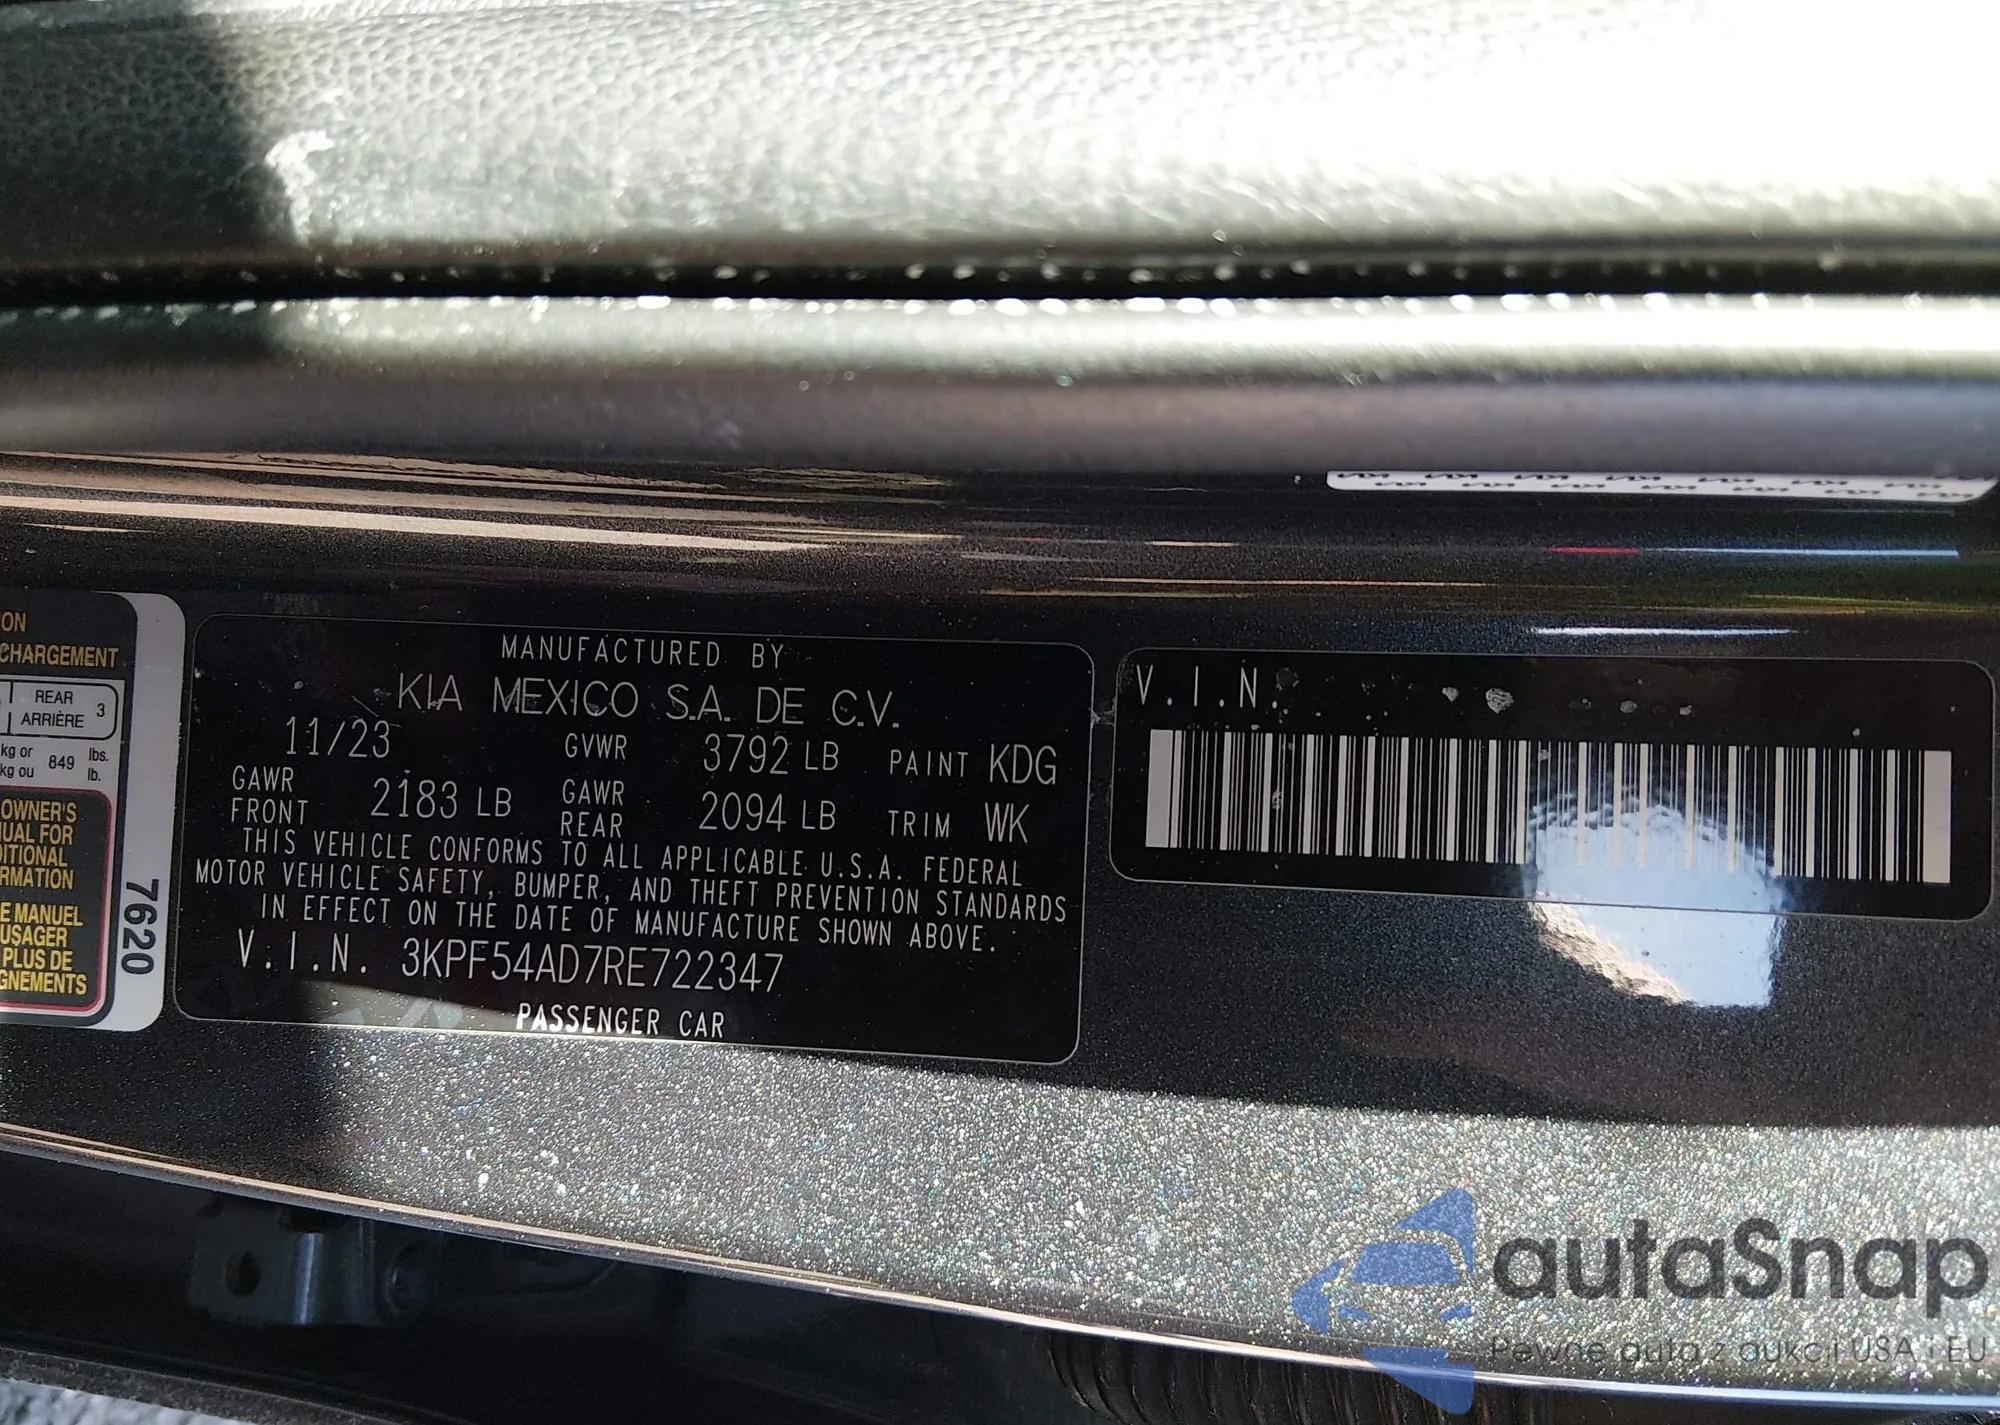 ON
CHARGEMENT
REAR
ARRIÈRE 3
kg or 849 lbs.
kg ou lb.
OWNER'S
UAL FOR
ITIONAL
RMATION
E MANUEL
USAGER
PLUS DE
GNEMENTS
7620
MANUFACTURED BY
KIA MEXICO S.A. DE C.V.
11/23 GVWR 3792 LB PAINT KDG
GAWR FRONT 2183 LB GAWR REAR 2094 LB TRIM WK
THIS VEHICLE CONFORMS TO ALL APPLICABLE U.S.A. FEDERAL
MOTOR VEHICLE SAFETY, BUMPER, AND THEFT PREVENTION STANDARDS
IN EFFECT ON THE DATE OF MANUFACTURE SHOWN ABOVE.
V.I.N. 3KPF54AD7RE722347
PASSENGER CAR
V.I.N.
autaSnap
Pewne auta z aukcji USA i EU